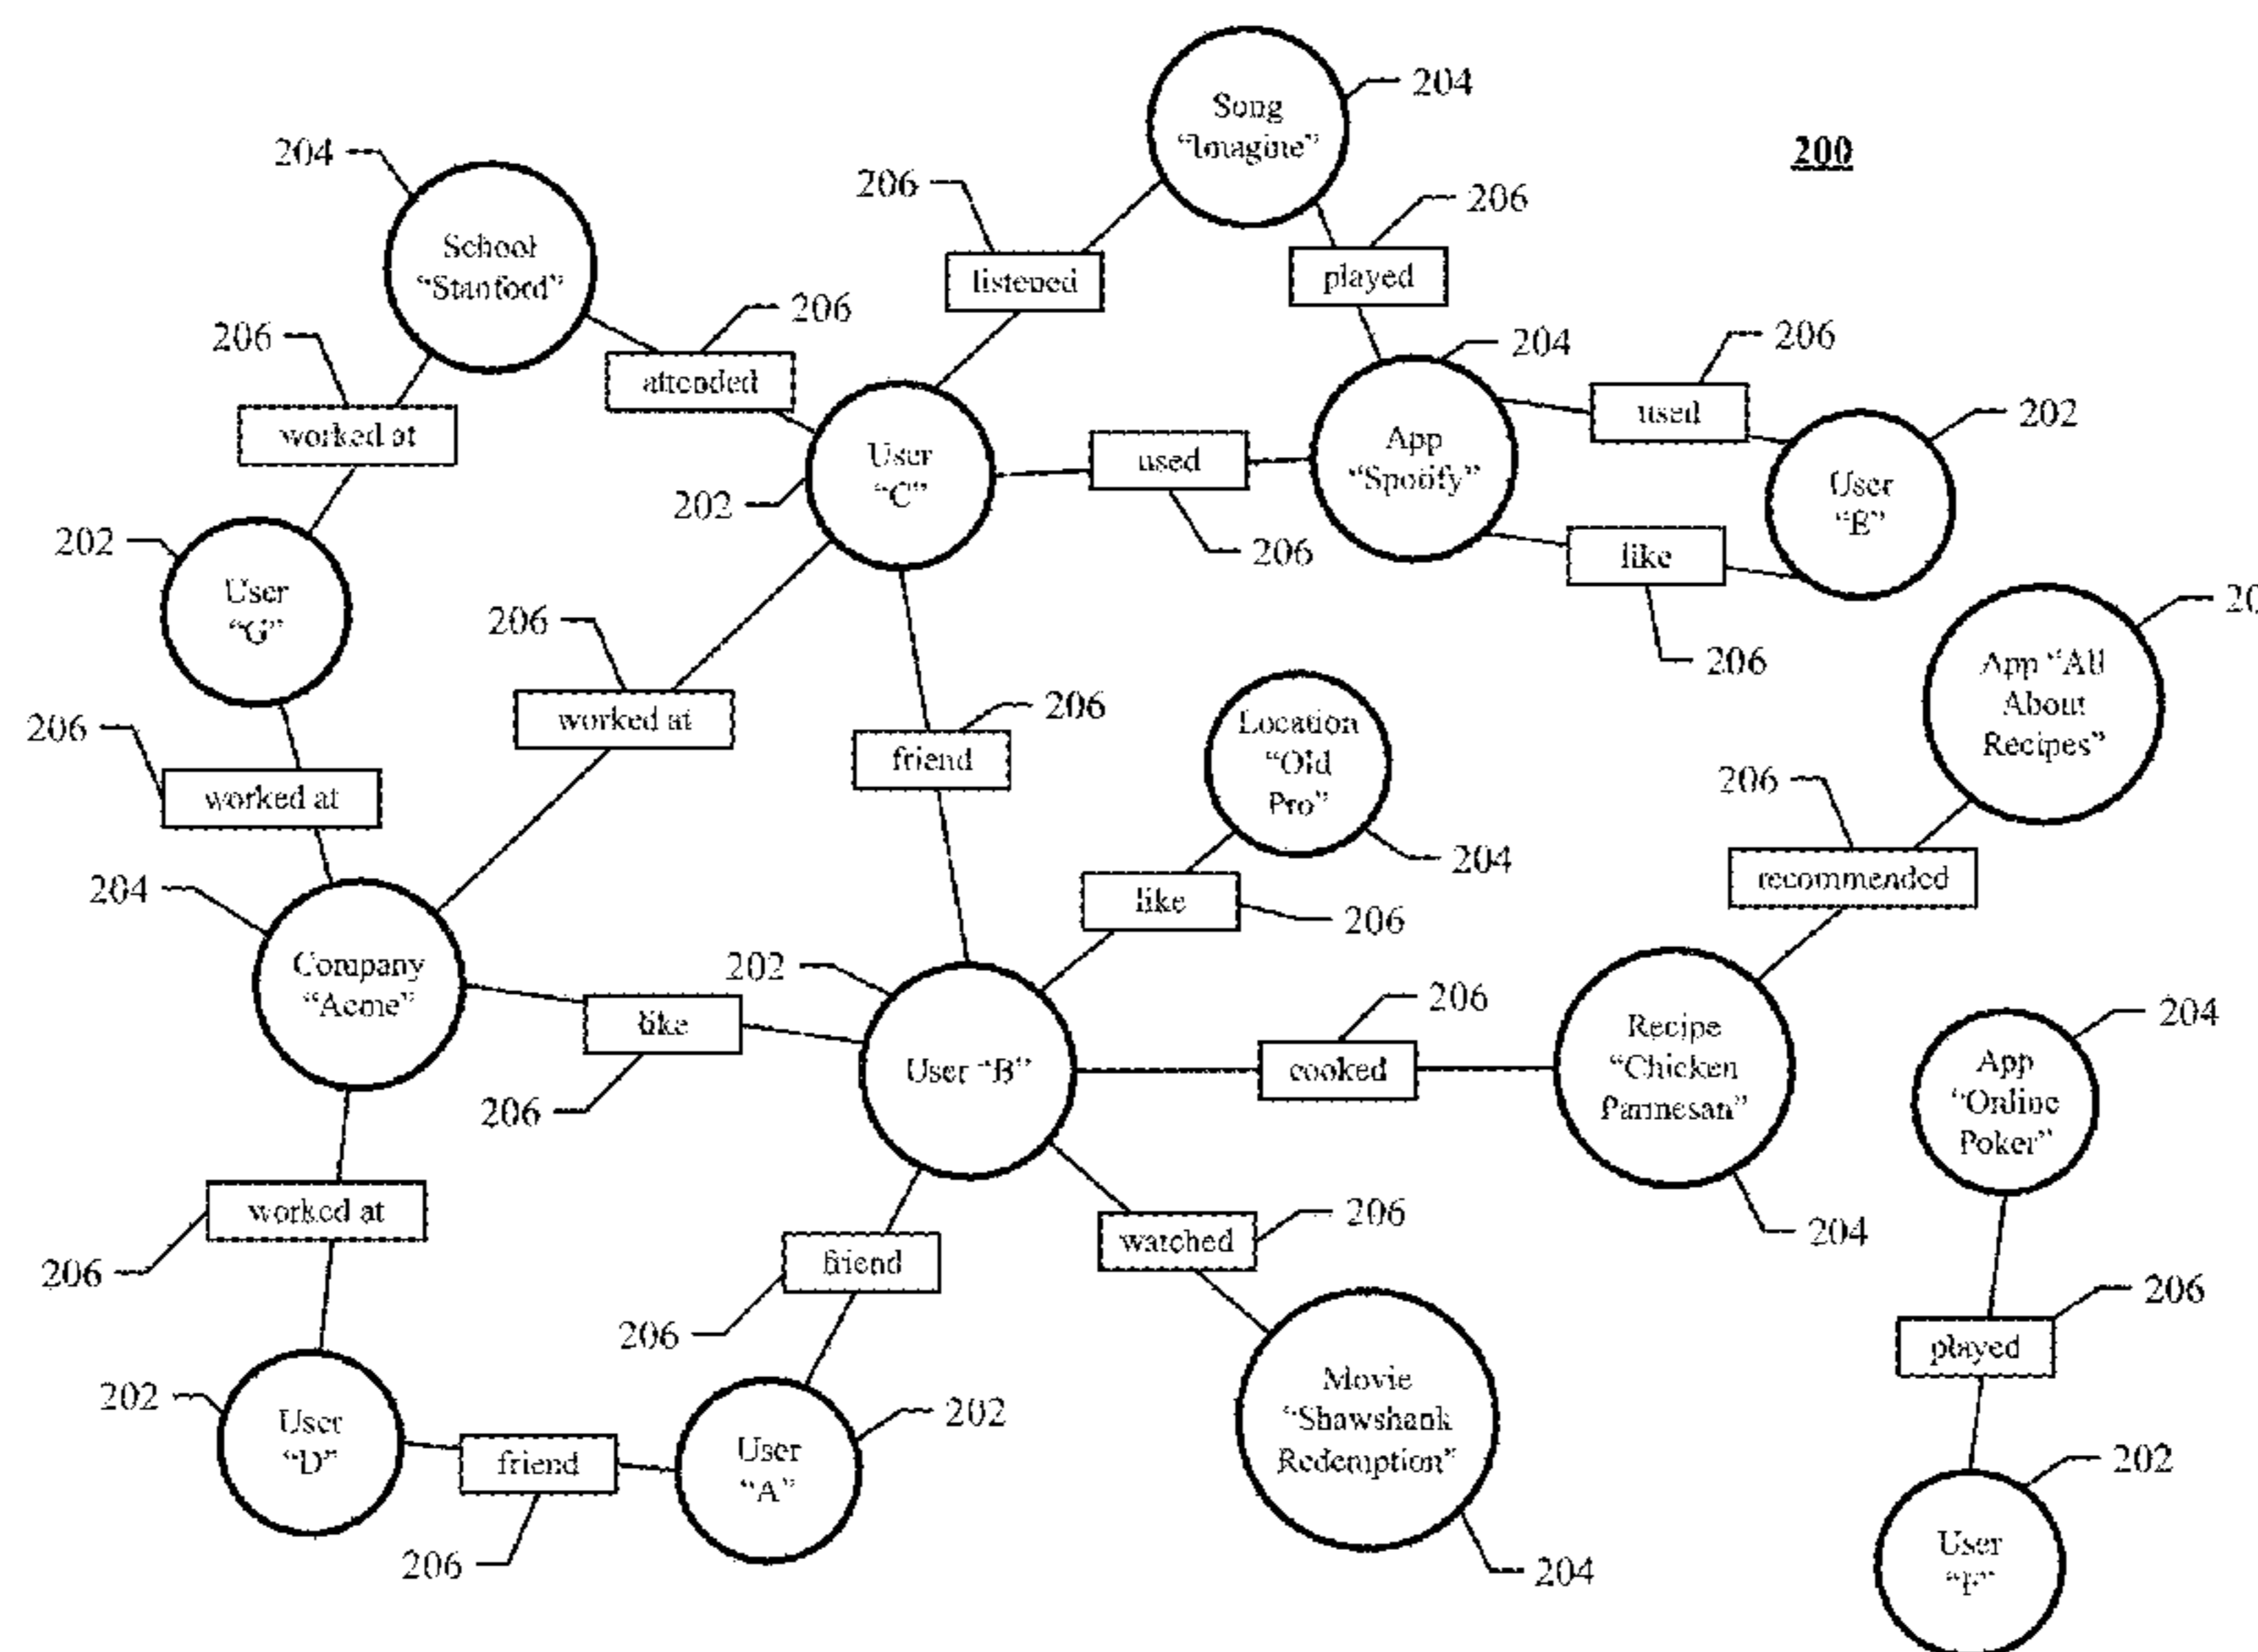 204
Song
“Imagine”
200
204
School
“Stanford”
206
206
listened
played
206
attended
206
worked at
204
206
used
202
User
“C”
202
used
206
App
“Spotify”
User
“E”
202
User
“G”
like
206
20
App “All
About
Recipes”
206
worked at
206
friend
Location
“Old
Pro”
204
206
worked at
206
recommended
like
206
204
Company
“Acme”
202
like
206
User “B”
206
cooked
Recipe
“Chicken
Parmesan”
204
204
App
“Online
Poker”
worked at
206
friend
206
watched
206
206
played
202
User
“D”
friend
206
User
“A”
202
Movie
“Shawshank
Redemption”
204
202
User
“F”